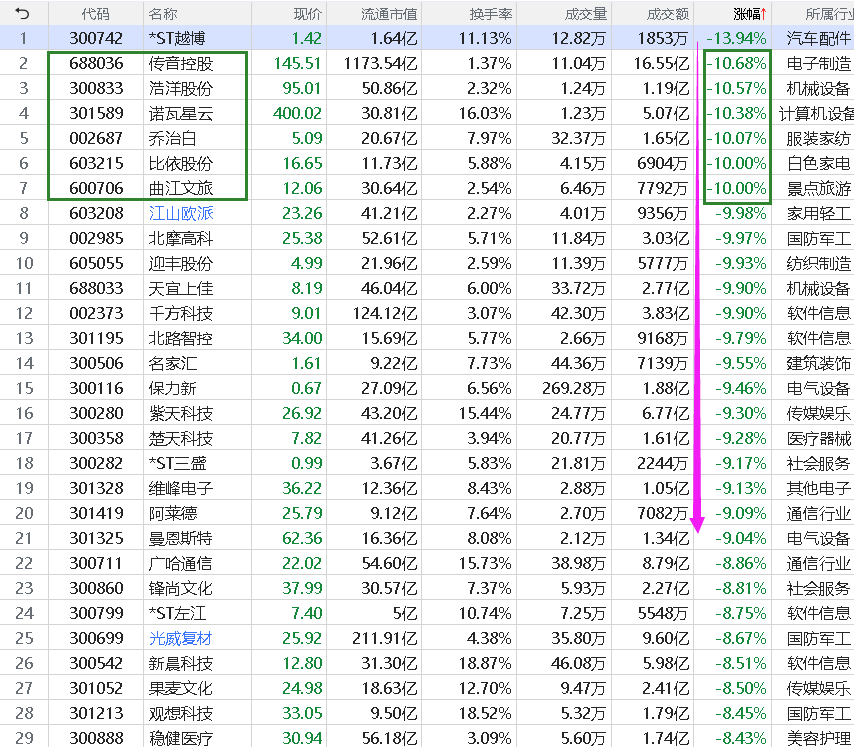 代码 名称 现价 流通市值 换手率 成交量 成交额 涨幅↑ 所属行业
1 300742 *ST越博 1.42 1.64亿 11.13% 12.82万 1853万 -13.94% 汽车配件
2 688036 传音控股 145.51 1173.54亿 1.37% 11.04万 16.55亿 -10.68% 电子制造
3 300833 浩洋股份 95.01 50.86亿 2.32% 1.24万 1.19亿 -10.57% 机械设备
4 301589 诺瓦星云 400.02 30.81亿 16.03% 1.23万 5.07亿 -10.38% 计算机设备
5 002687 乔治白 5.09 20.67亿 7.97% 32.37万 1.65亿 -10.07% 服装家纺
6 603215 比依股份 16.65 11.73亿 5.88% 4.15万 6904万 -10.00% 白色家电
7 600706 曲江文旅 12.06 30.64亿 2.54% 6.46万 7792万 -10.00% 景点旅游
8 603208 江山欧派 23.26 41.21亿 2.27% 4.01万 9356万 -9.98% 家用轻工
9 002985 北摩高科 25.38 52.61亿 5.71% 11.84万 3.03亿 -9.97% 国防军工
10 605055 迎丰股份 4.99 21.96亿 2.59% 11.39万 5777万 -9.93% 纺织制造
11 688033 天宜上佳 8.19 46.04亿 6.00% 33.72万 2.77亿 -9.90% 机械设备
12 002373 千方科技 9.01 124.12亿 3.07% 42.30万 3.83亿 -9.90% 软件信息
13 301195 北路智控 34.00 15.69亿 5.77% 2.66万 9168万 -9.79% 软件信息
14 300506 名家汇 1.61 9.22亿 7.73% 44.36万 7139万 -9.55% 建筑装饰
15 300116 保力新 0.67 27.09亿 6.56% 269.28万 1.88亿 -9.46% 电气设备
16 300280 紫天科技 26.92 43.20亿 15.44% 24.77万 6.77亿 -9.30% 传媒娱乐
17 300358 楚天科技 7.82 41.26亿 3.94% 20.77万 1.61亿 -9.28% 医疗器械
18 300282 *ST三盛 0.99 3.67亿 5.83% 21.81万 2244万 -9.17% 社会服务
19 301328 维峰电子 36.22 12.36亿 8.43% 2.88万 1.05亿 -9.13% 其他电子
20 301419 阿莱德 25.79 9.12亿 7.64% 2.70万 7082万 -9.09% 通信行业
21 301325 曼恩斯特 62.36 16.36亿 8.08% 2.12万 1.34亿 -9.04% 电气设备
22 300711 广哈通信 22.02 54.60亿 15.73% 38.98万 8.79亿 -8.86% 通信行业
23 300860 锋尚文化 37.99 30.57亿 7.37% 5.93万 2.27亿 -8.81% 社会服务
24 300799 *ST左江 7.40 5亿 10.74% 7.25万 5548万 -8.75% 软件信息
25 300699 光威复材 25.92 211.91亿 4.38% 35.80万 9.60亿 -8.67% 国防军工
26 300542 新晨科技 12.80 31.30亿 18.87% 46.08万 5.98亿 -8.51% 软件信息
27 301052 果麦文化 24.98 18.63亿 12.70% 9.47万 2.41亿 -8.50% 传媒娱乐
28 301213 观想科技 33.05 9.50亿 18.52% 5.32万 1.79亿 -8.45% 国防军工
29 300888 稳健医疗 30.94 56.18亿 3.09% 5.60万 1.74亿 -8.43% 美容护理